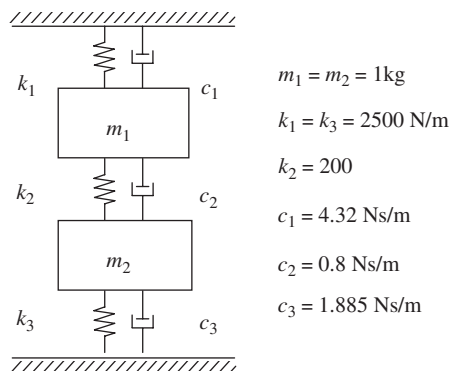 k₁
c₁
m₁
k₂
c₂
m₂
k₃
c₃
m₁ = m₂ = 1kg
k₁ = k₃ = 2500 N/m
k₂ = 200
c₁ = 4.32 Ns/m
c₂ = 0.8 Ns/m
c₃ = 1.885 Ns/m